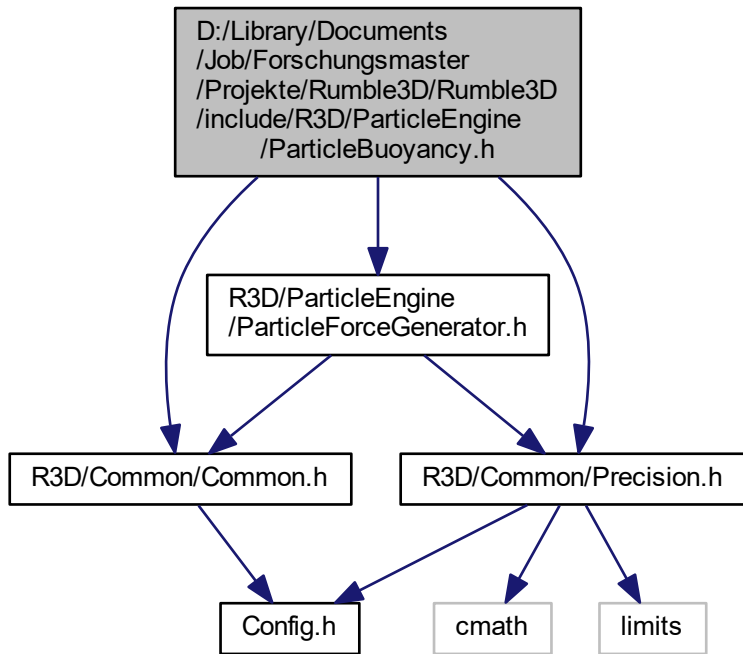 D:/Library/Documents
/Job/Forschungsmaster
/Projekte/Rumble3D/Rumble3D
/include/R3D/ParticleEngine
/ParticleBuoyancy.h
R3D/ParticleEngine
/ParticleForceGenerator.h
R3D/Common/Common.h
R3D/Common/Precision.h
Config.h
cmath
limits